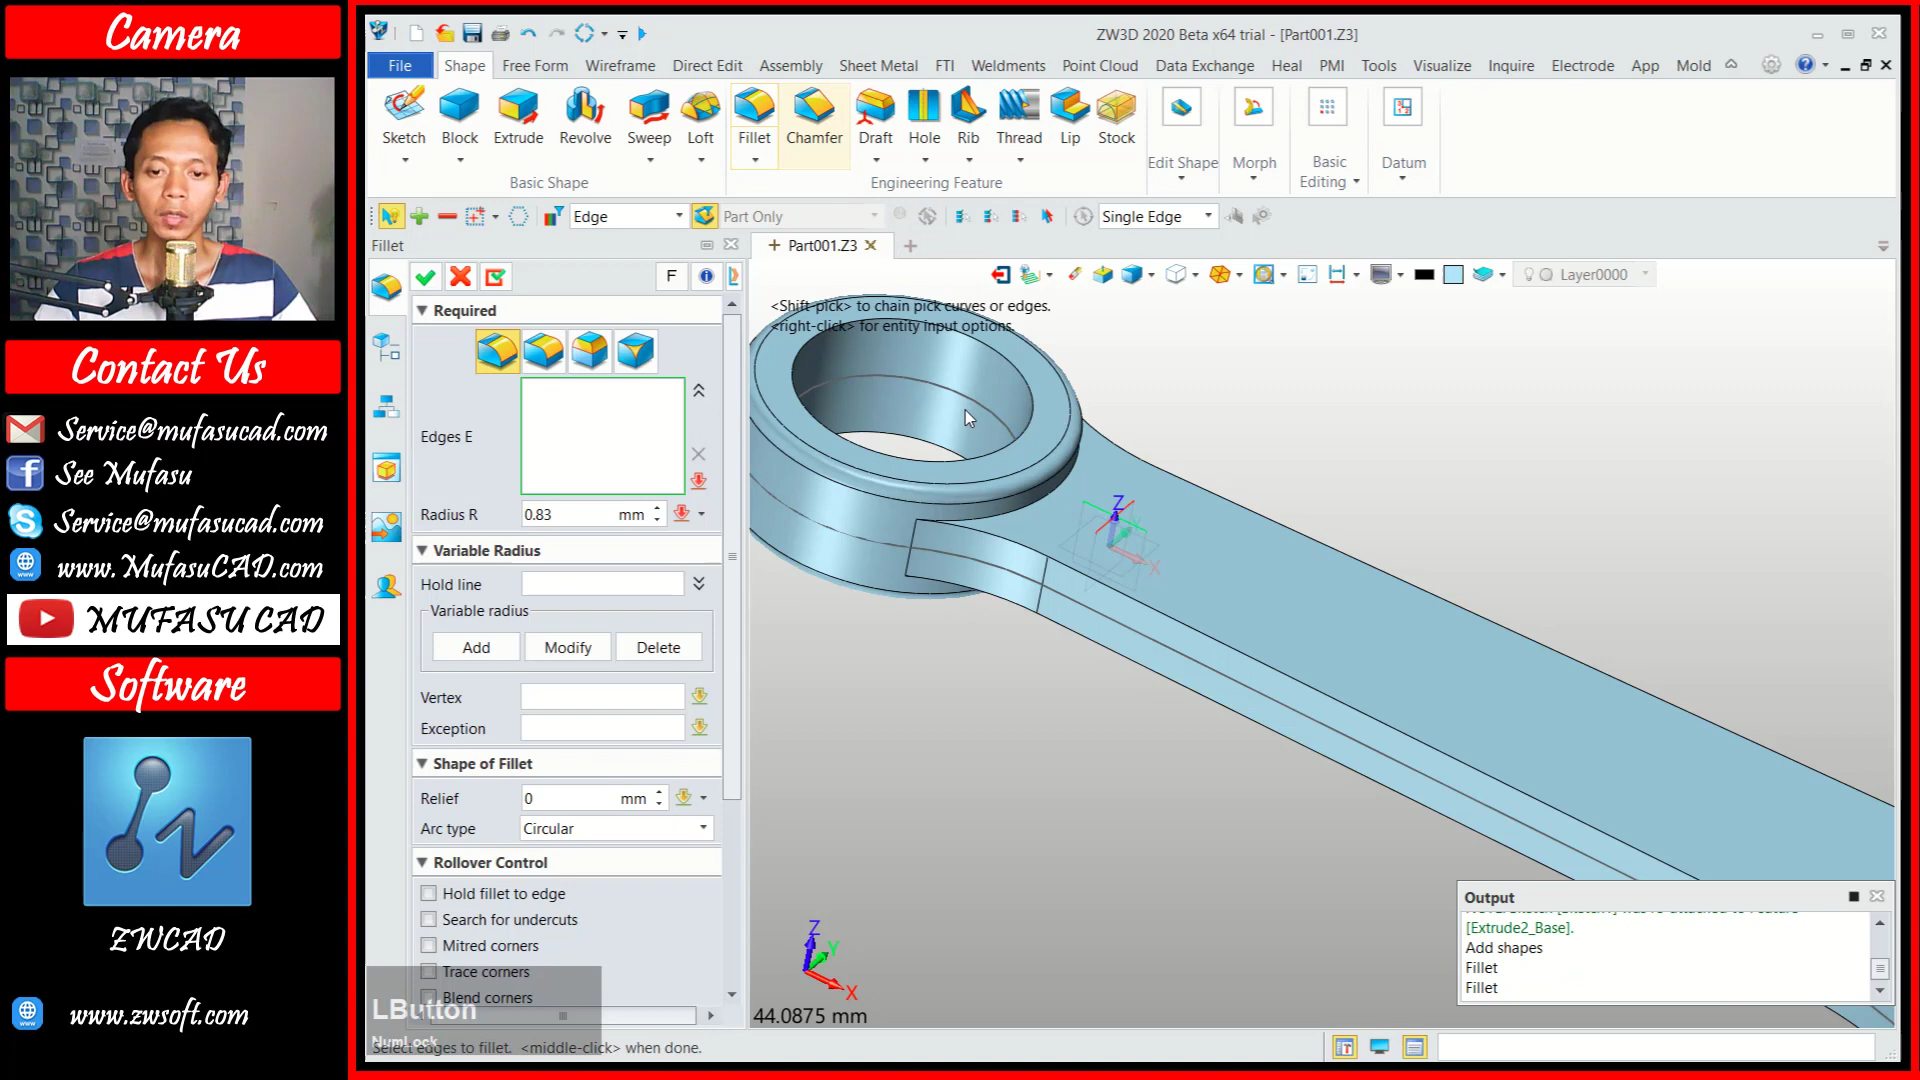 Camera
Contact Us
Service@mufasucad.com
See Mufasu
Service@mufasucad.com
www.MufasuCAD.com
MUFASU CAD
Software
ZWCAD
www.zwsoft.com
ZW3D 2020 Beta x64 trial - [Part001.Z3]
File Shape Free Form Wireframe Direct Edit Assembly Sheet Metal FTI Weldments Point Cloud Data Exchange Heal PMI Tools Visualize Inquire Electrode App Mold
Sketch Block Extrude Revolve Sweep Loft Fillet Chamfer Draft Hole Rib Thread Lip Stock
Edit Shape Morph Basic Editing Datum
Basic Shape Engineering Feature
Edge Part Only Single Edge
Fillet
Part001.Z3
F
Layer0000
<Shift-pick> to chain pick curves or edges.
<right-click> for entity input options.
Required
Edges E
Radius R 0.83 mm
Variable Radius
Hold line
Variable radius
Add Modify Delete
Vertex
Exception
Shape of Fillet
Relief 0 mm
Arc type Circular
Rollover Control
Hold fillet to edge
Search for undercuts
Mitred corners
Trace corners
Blend corners
LButton
NumLock
Select edges to fillet. <middle-click> when done.
Z
Y
X
Z
Y
X
44.0875 mm
Output
[Extrude2_Base].
Add shapes
Fillet
Fillet